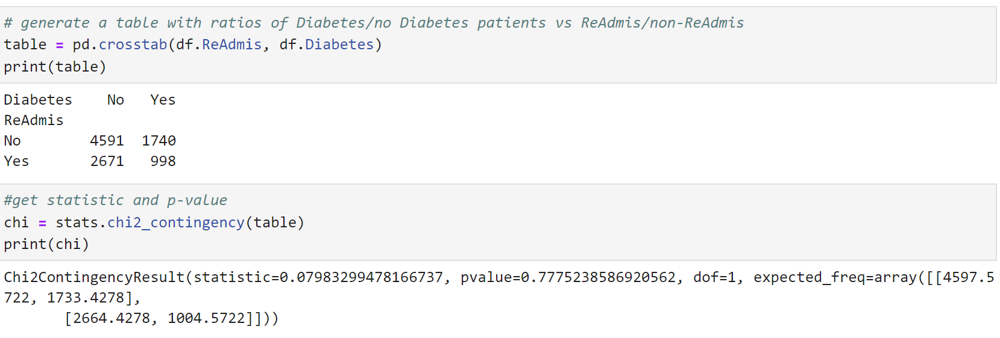 # generate a table with ratios of Diabetes/no Diabetes patients vs ReAdmis/non-ReAdmis
table = pd.crosstab(df.ReAdmis, df.Diabetes)
print(table)
Diabetes    No   Yes
ReAdmis
No        4591  1740
Yes       2671   998
#get statistic and p-value
chi = stats.chi2_contingency(table)
print(chi)
Chi2ContingencyResult(statistic=0.07983299478166737, pvalue=0.7775238586920562, dof=1, expected_freq=array([[4597.5
722, 1733.4278],
       [2664.4278, 1004.5722]]))